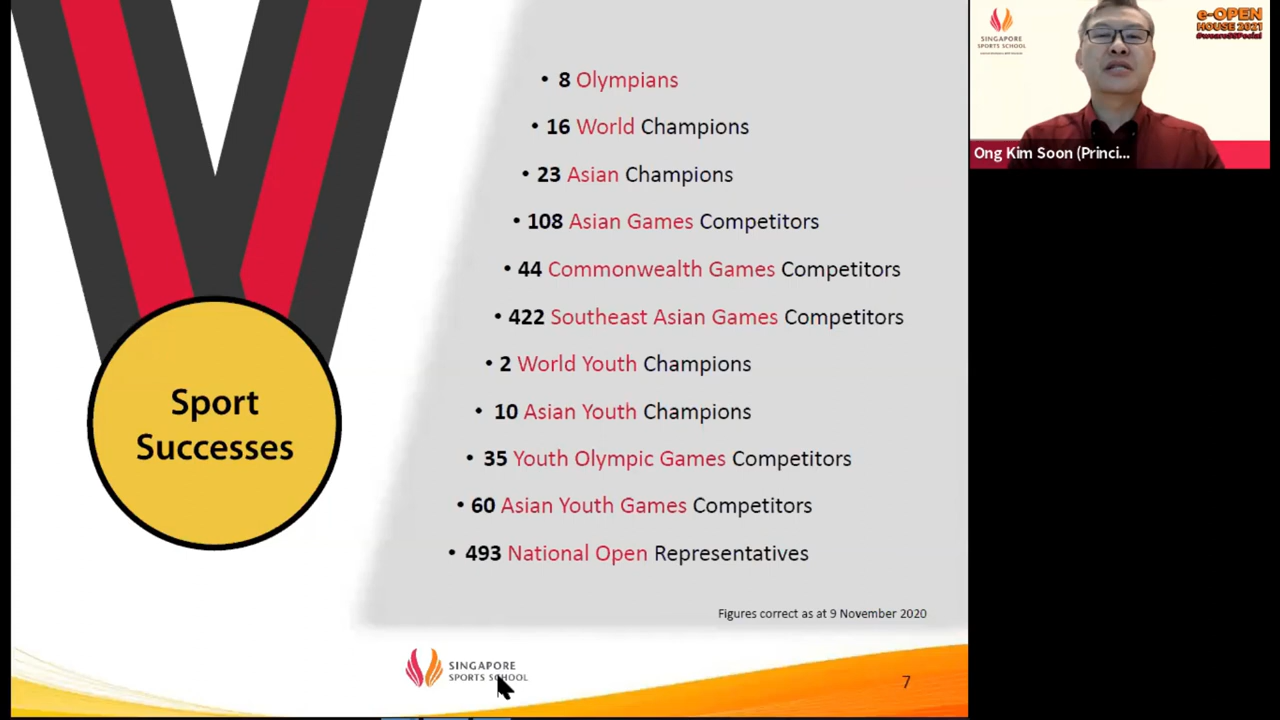 Sport
Successes
• 8 Olympians
• 16 World Champions
• 23 Asian Champions
• 108 Asian Games Competitors
• 44 Commonwealth Games Competitors
• 422 Southeast Asian Games Competitors
• 2 World Youth Champions
• 10 Asian Youth Champions
• 35 Youth Olympic Games Competitors
• 60 Asian Youth Games Competitors
• 493 National Open Representatives
Figures correct as at 9 November 2020
SINGAPORE
SPORTS SCHOOL
7
SINGAPORE
SPORTS SCHOOL
e-OPEN
HOUSE 2021
#weareSSPecial
Ong Kim Soon (Princi...